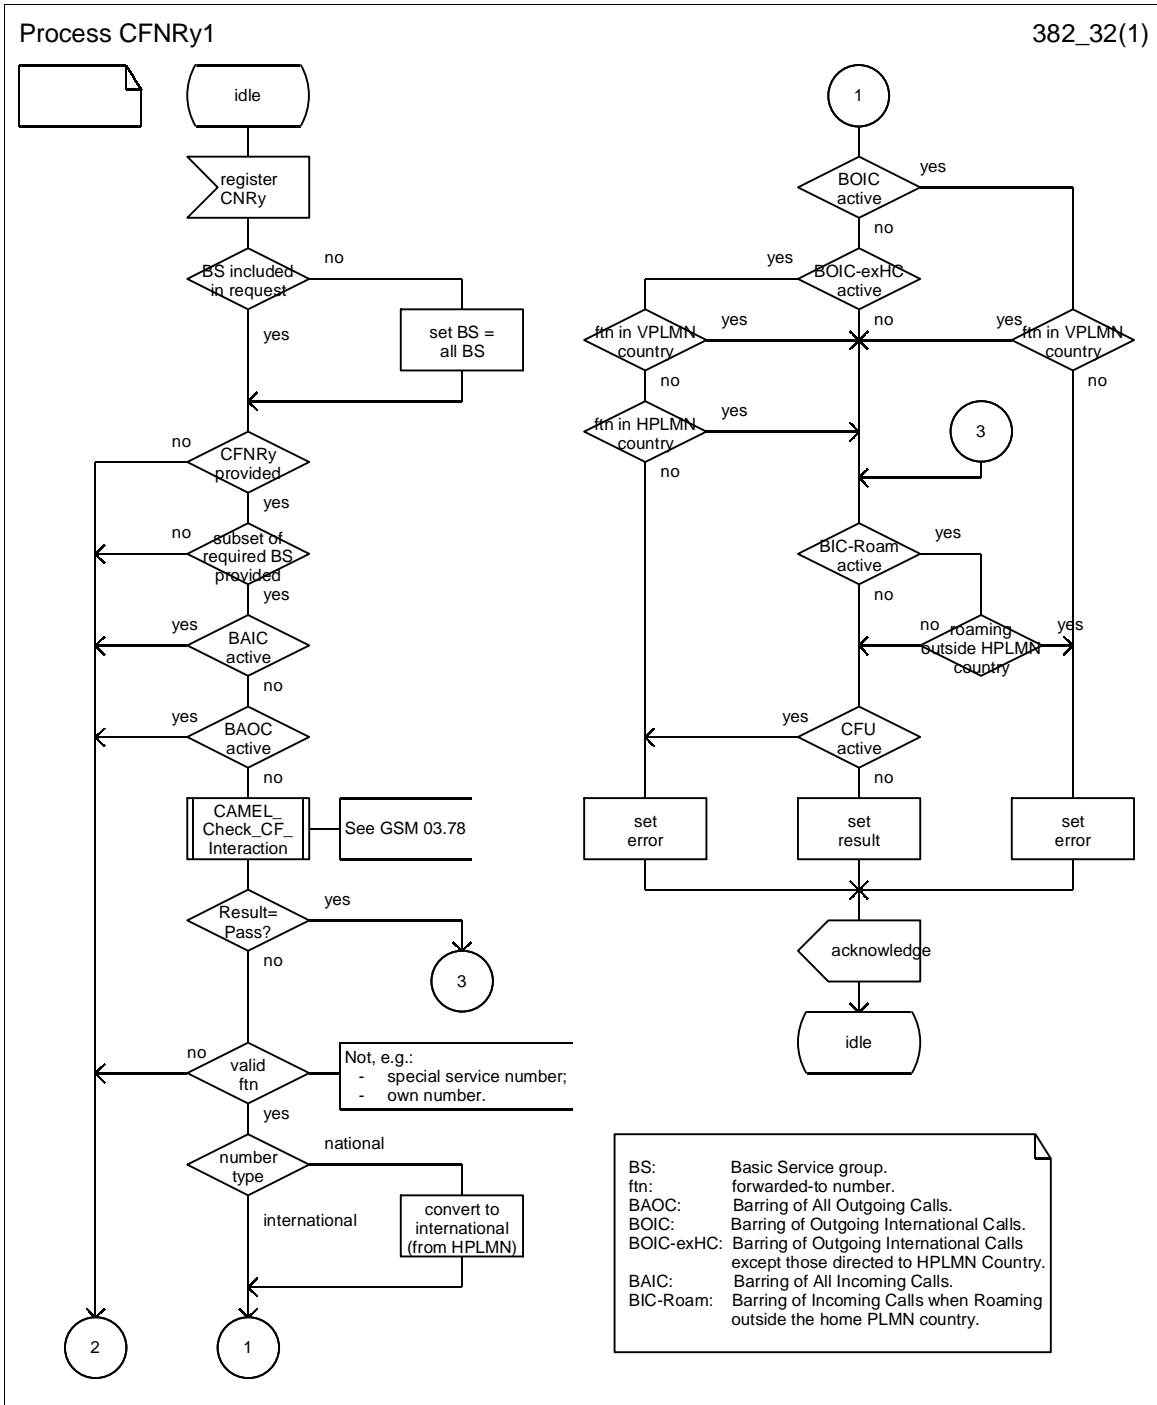 Process CFNRy1
382_32(1)
idle
register
CNRy
BS included
in request
no
yes
set BS =
all BS
no
CFNRy
provided
yes
no
subset of
required BS
provided
yes
yes
BAIC
active
no
yes
BAOC
active
no
CAMEL_
Check_CF_
Interaction
See GSM 03.78
Result=
Pass?
yes
no
3
no
valid
ftn
Not, e.g.:
- special service number;
- own number.
yes
number
type
national
international
convert to
international
(from HPLMN)
2
1
1
BOIC
active
yes
no
yes
BOIC-exHC
active
no
ftn in VPLMN
country
yes
no
yes
ftn in VPLMN
country
no
ftn in HPLMN
country
yes
no
3
BIC-Roam
active
yes
no
no
roaming
outside HPLMN
country
yes
yes
CFU
active
no
set
error
set
result
set
error
acknowledge
idle
BS: Basic Service group.
ftn: forwarded-to number.
BAOC: Barring of All Outgoing Calls.
BOIC: Barring of Outgoing International Calls.
BOIC-exHC: Barring of Outgoing International Calls
except those directed to HPLMN Country.
BAIC: Barring of All Incoming Calls.
BIC-Roam: Barring of Incoming Calls when Roaming
outside the home PLMN country.